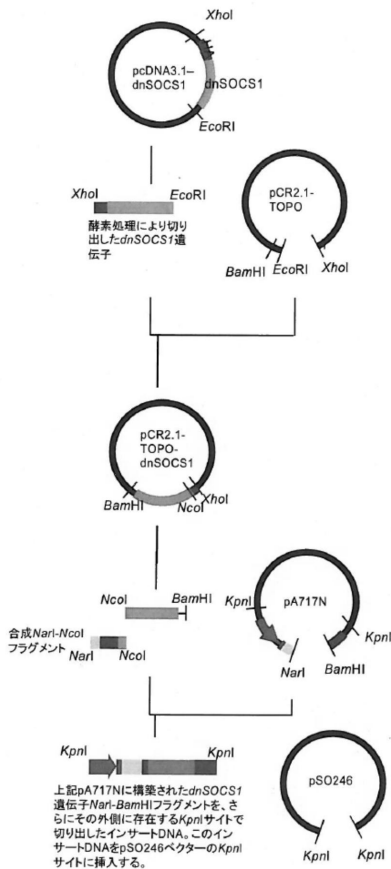 XhoI
pcDNA3.1–
dnSOCS1
dnSOCS1
EcoRI
XhoI
EcoRI
酵素処理により切り
出したdnSOCS1遺
伝子
pCR2.1-
TOPO
BamHI
EcoRI
XhoI
pCR2.1-
TOPO-
dnSOCS1
BamHI
NcoI
XhoI
NcoI
BamHI
合成NarI-NcoI
フラグメント
NarI
NcoI
KpnI
pA717N
KpnI
NarI
BamHI
KpnI
KpnI
上記pA717Nに構築されたdnSOCS1
遺伝子NarI-BamHIフラグメントを、さ
らにその外側に存在するKpnIサイトで
切り出したインサートDNA。このイン
サートDNAをpSO246ベクターのKpnI
サイトに挿入する。
pSO246
KpnI
KpnI